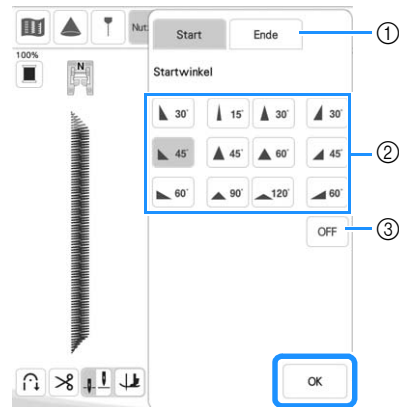 Nut
Start Ende ①
100%
N
Startwinkel
30° 15° 30° 30°
45° 45° 60° 45° ②
60° 90° 120° 60°
OFF ③
OK